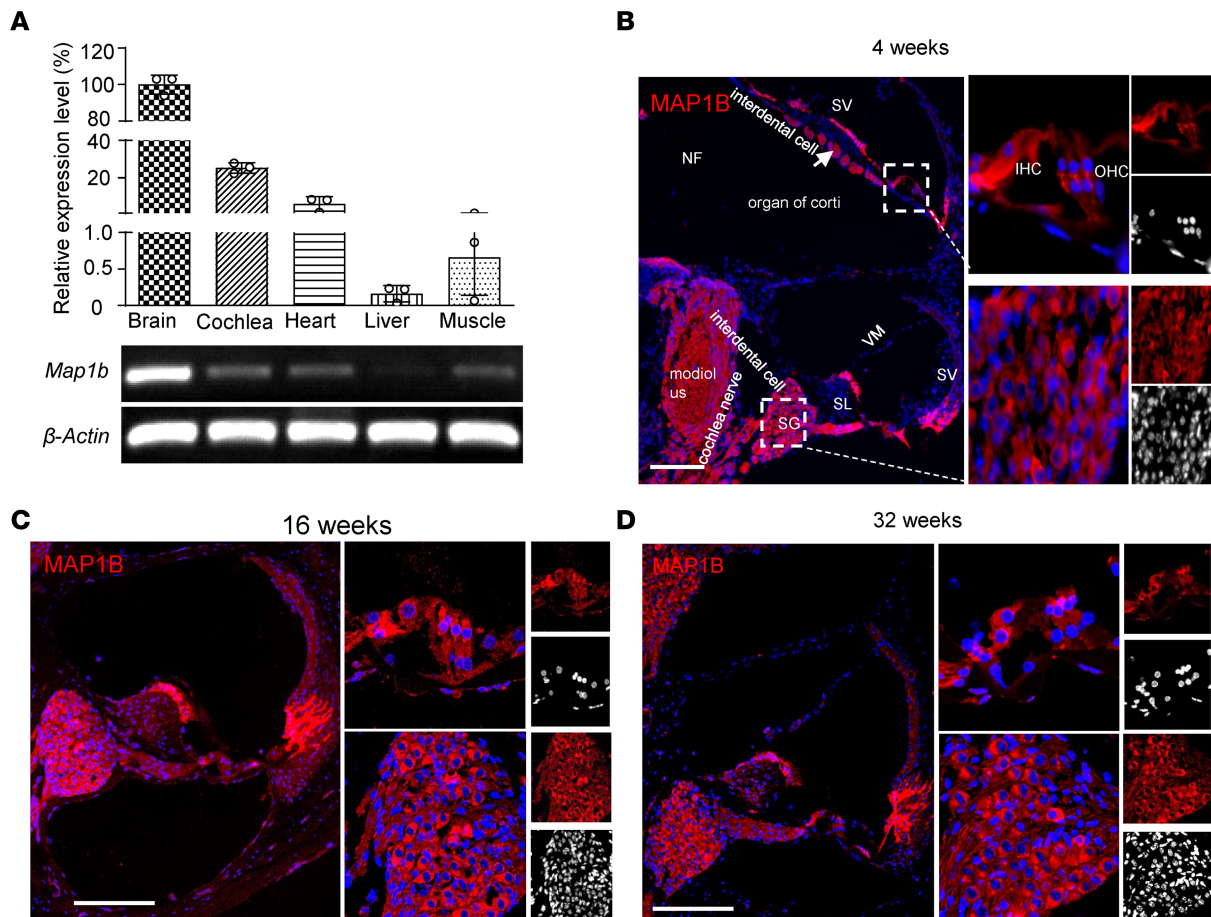 A
Relative expression level (%)
120
100
80
40
20
1.0
0.5
0
Brain
Cochlea
Heart
Liver
Muscle
Map1b
β-Actin
B
4 weeks
MAP1B
interdental cell
SV
NF
organ of corti
interdental cell
VM
modiol
us
cochlea nerve
SG
SL
SV
IHC
OHC
C
16 weeks
MAP1B
D
32 weeks
MAP1B